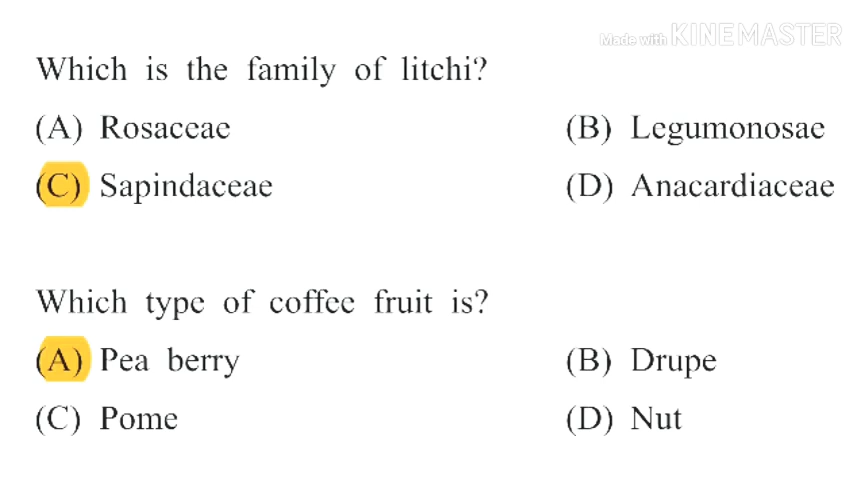 Made with KINEMASTER
Which is the family of litchi?
(A) Rosaceae (B) Legumonosae
(C) Sapindaceae (D) Anacardiaceae
Which type of coffee fruit is?
(A) Pea berry (B) Drupe
(C) Pome (D) Nut